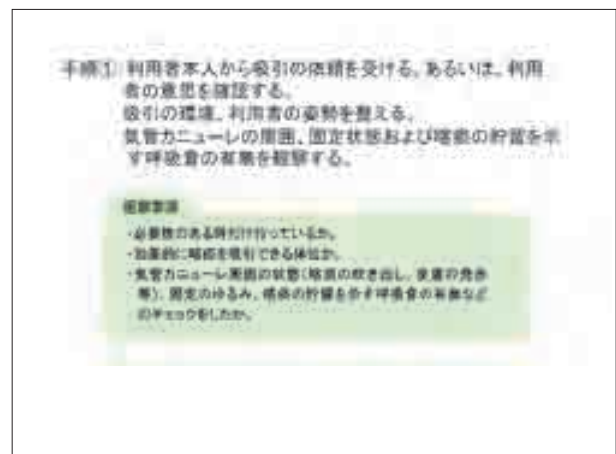 手順① 利用者本人から吸引の依頼を受ける。あるいは、利用
者の意思を確認する。
吸引の環境、利用者の姿勢を整える。
気管カニューレの周囲、固定状態および喀痰の貯留を示
す呼吸音の有無を観察する。
・必要性のある時だけ行っているか。
・効果的に喀痰を吸引できる体位か。
・気管カニューレ周囲の状態（喀痰の吹き出し、皮膚の発赤
等）、固定のゆるみ、喀痰の貯留を示す呼吸音の有無など
のチェックをしたか。